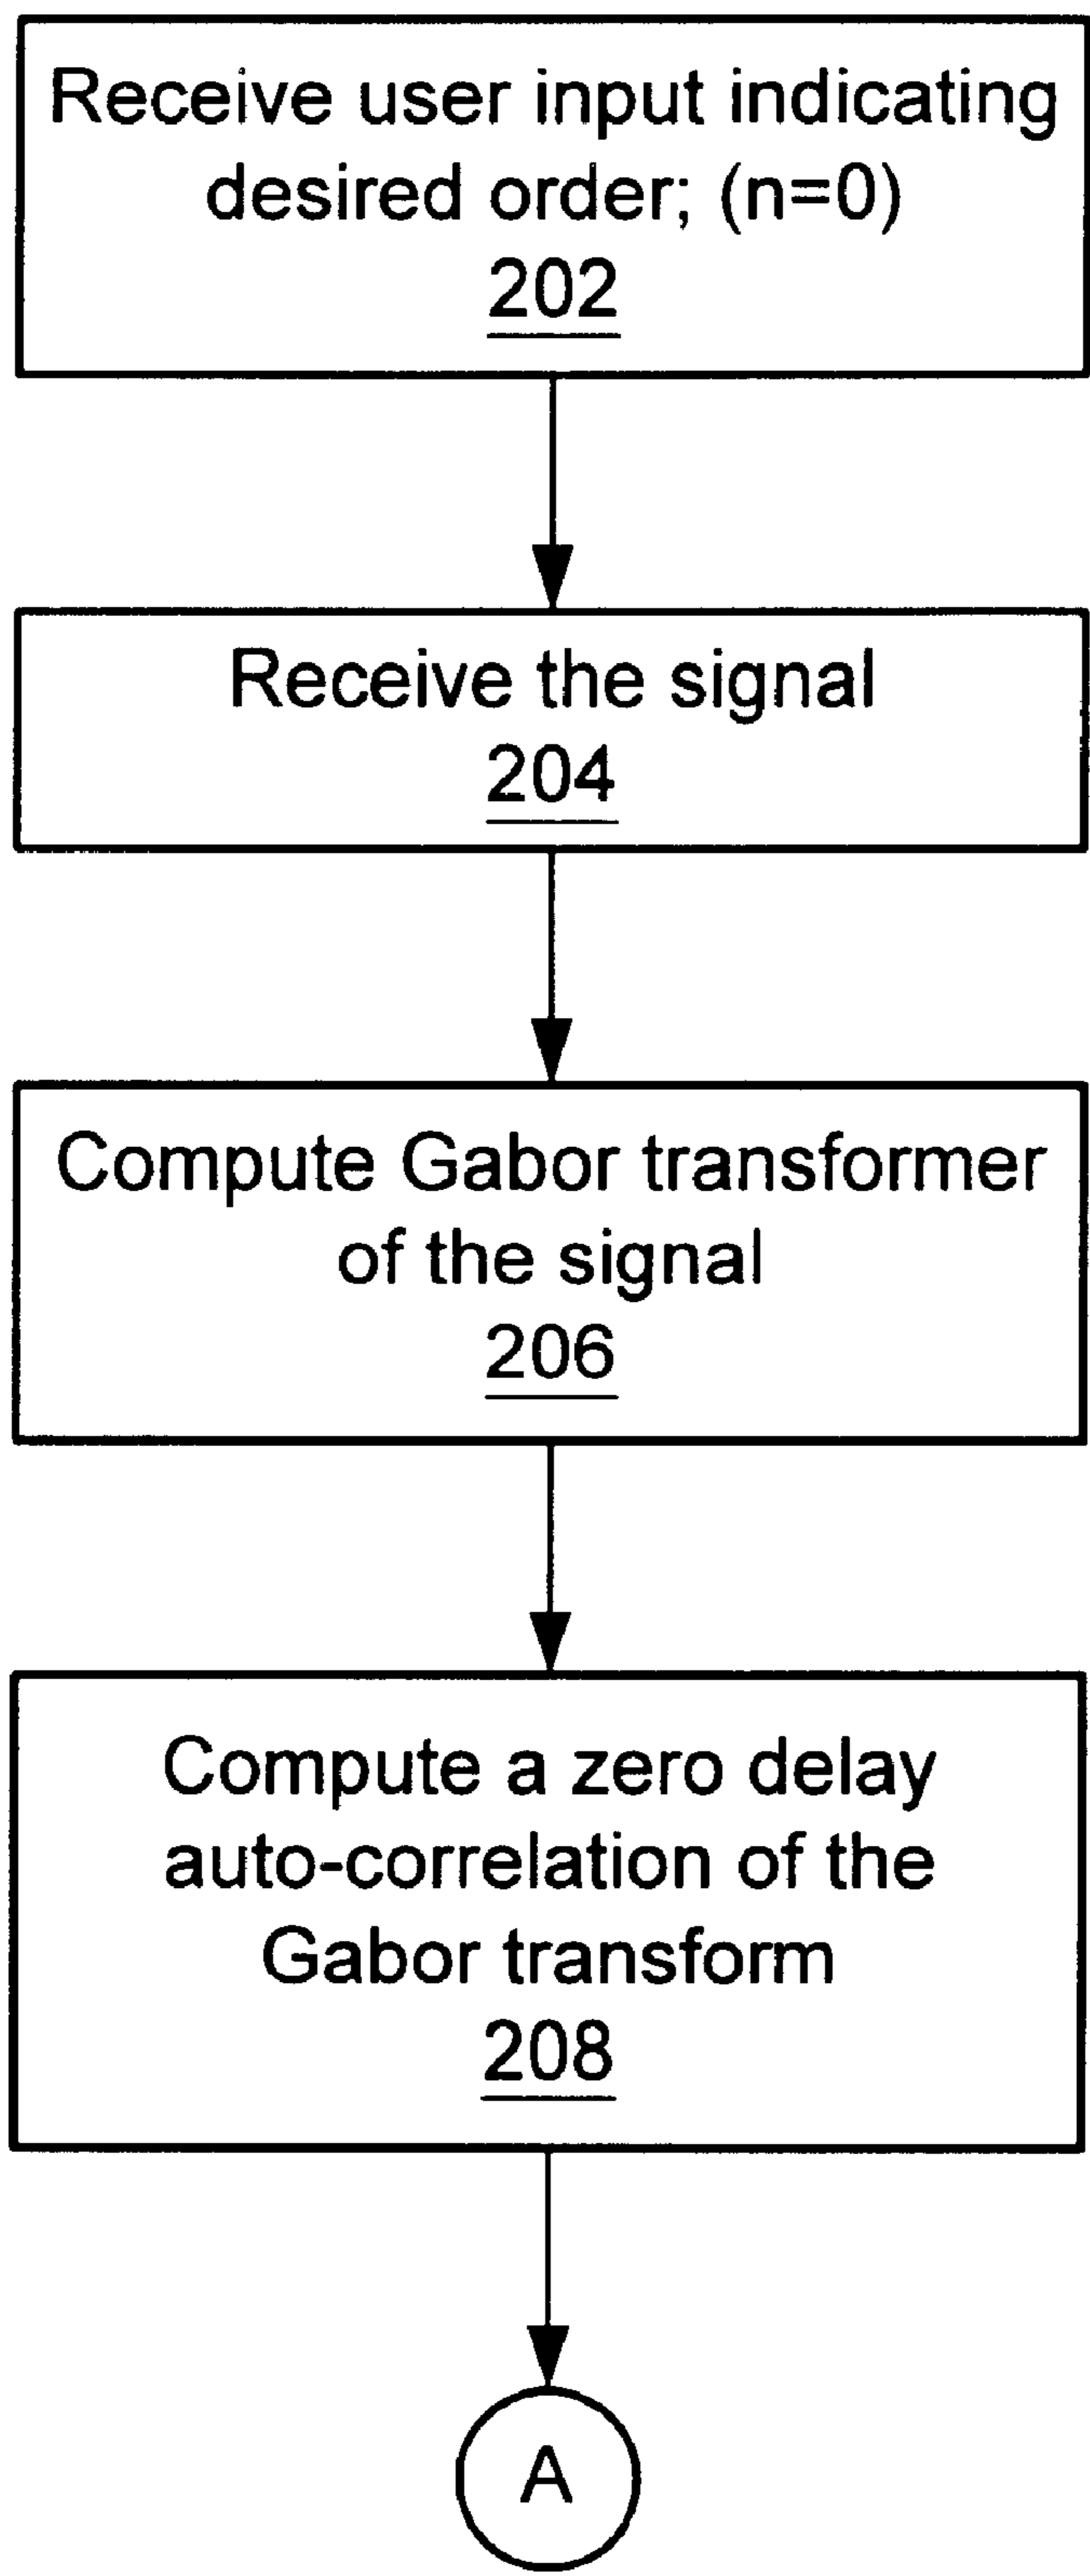 Receive user input indicating
desired order; (n=0)
202
Receive the signal
204
Compute Gabor transformer
of the signal
206
Compute a zero delay
auto-correlation of the
Gabor transform
208
A